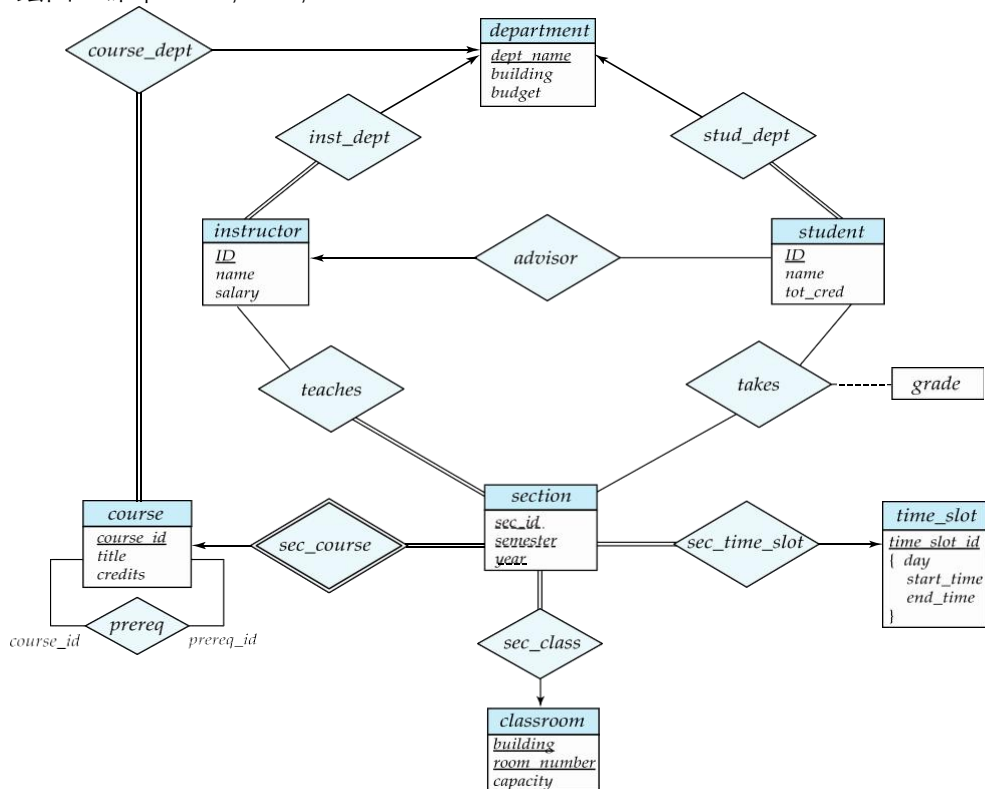 department
course_dept
dept_name
building
budget
inst_dept
stud_dept
instructor
ID
name
salary
advisor
student
ID
name
tot_cred
teaches
takes
grade
course
course_id
title
credits
sec_course
section
sec_id
semester
year
sec_time_slot
time_slot
time_slot_id
{ day
start_time
end_time
}
prereq
course_id
prereq_id
sec_class
classroom
building
room_number
capacity